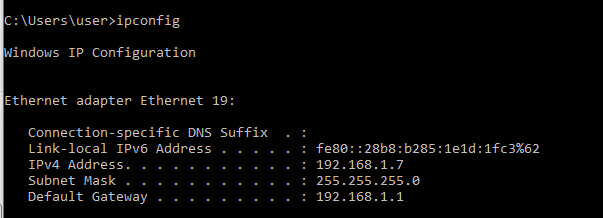 C:\Users\user>ipconfig
Windows IP Configuration
Ethernet adapter Ethernet 19:
Connection-specific DNS Suffix  . :
Link-local IPv6 Address . . . . . : fe80::28b8:b285:1e1d:1fc3%62
IPv4 Address. . . . . . . . . . . : 192.168.1.7
Subnet Mask . . . . . . . . . . . : 255.255.255.0
Default Gateway . . . . . . . . . : 192.168.1.1